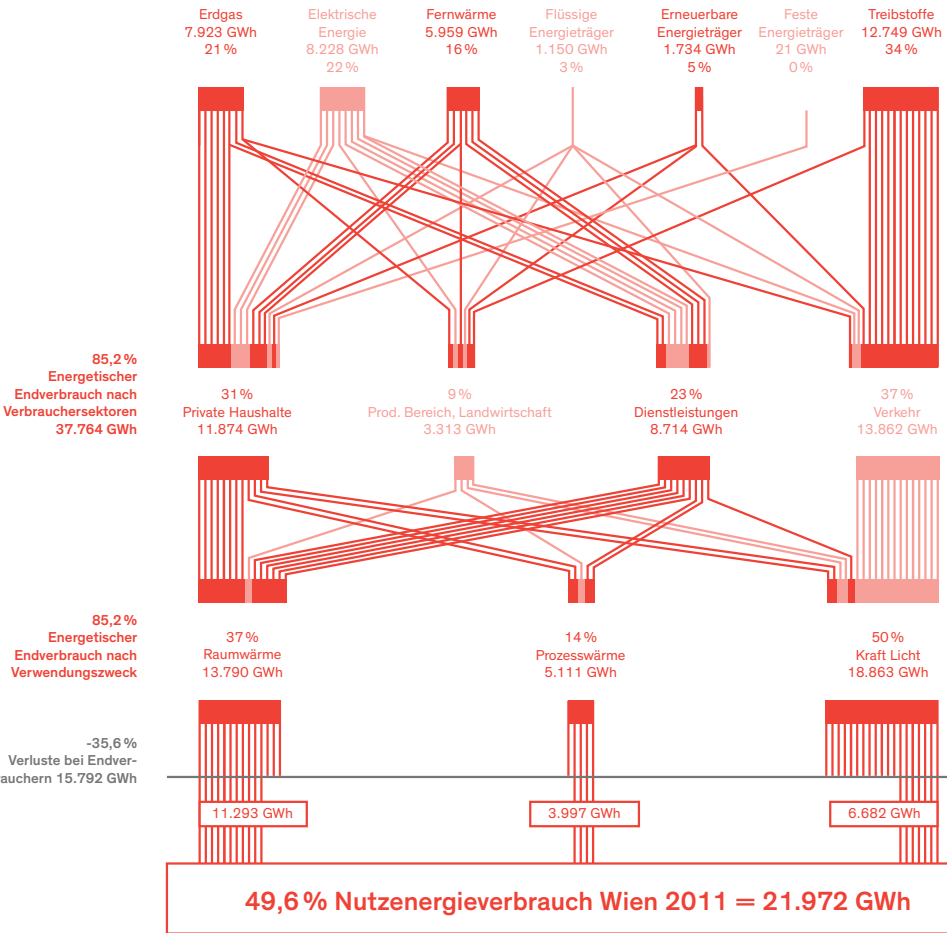 Erdgas
7.923 GWh
21 %
Elektrische
Energie
8.228 GWh
22 %
Fernwärme
5.959 GWh
16 %
Flüssige
Energieträger
1.150 GWh
3 %
Erneuerbare
Energieträger
1.734 GWh
5 %
Feste
Energieträger
21 GWh
0 %
Treibstoffe
12.749 GWh
34 %
85,2 %
Energetischer
Endverbrauch nach
Verbrauchersektoren
37.764 GWh
31 %
Private Haushalte
11.874 GWh
9 %
Prod. Bereich, Landwirtschaft
3.313 GWh
23 %
Dienstleistungen
8.714 GWh
37 %
Verkehr
13.862 GWh
85,2 %
Energetischer
Endverbrauch nach
Verwendungszweck
37 %
Raumwärme
13.790 GWh
14 %
Prozesswärme
5.111 GWh
50 %
Kraft Licht
18.863 GWh
-35,6 %
Verluste bei Endver-
rauchern 15.792 GWh
11.293 GWh
3.997 GWh
6.682 GWh
49,6 % Nutzenergieverbrauch Wien 2011 = 21.972 GWh